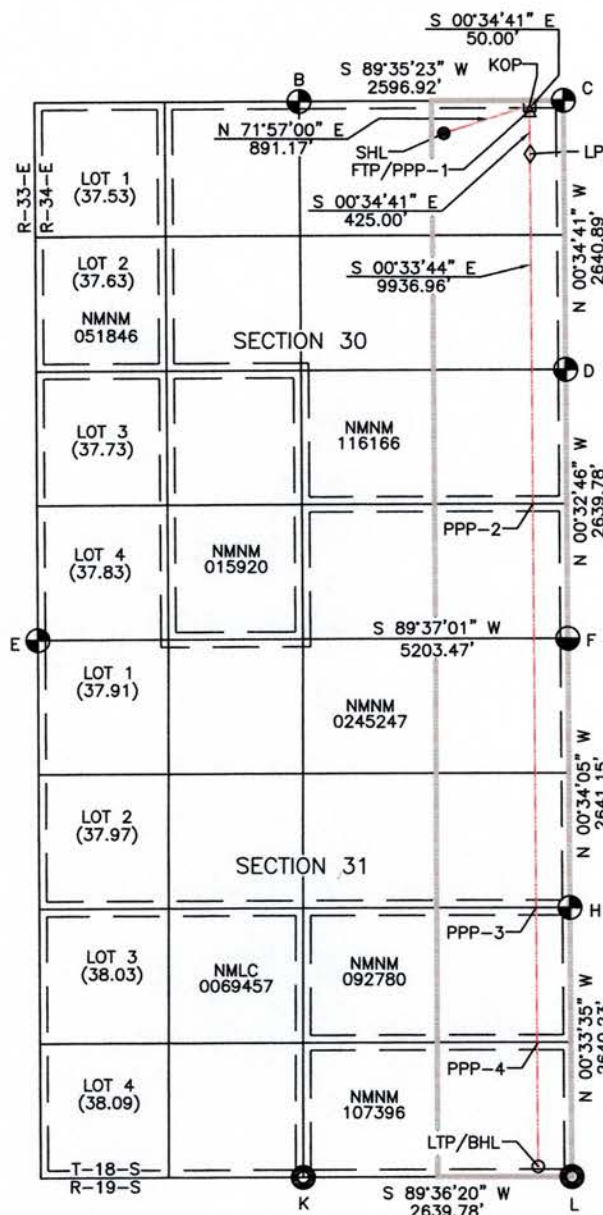 S 00°34'41" E
50.00'
B
S 89°35'23" W
2596.92'
KOP
C
N 71°57'00" E
891.17'
SHL
FTP/PPP-1
LP
S 00°34'41" E
425.00'
N 00°34'41" W
2640.89'
R-33-E
R-34-E
LOT 1
(37.53)
LOT 2
(37.63)
NMNM
051846
S 00°33'44" E
9936.96'
SECTION 30
D
LOT 3
(37.73)
NMNM
116166
N 00°32'46" W
2639.78'
PPP-2
LOT 4
(37.83)
NMNM
015920
E
S 89°37'01" W
5203.47'
F
LOT 1
(37.91)
NMNM
0245247
N 00°34'05" W
2641.15'
LOT 2
(37.97)
SECTION 31
H
PPP-3
LOT 3
(38.03)
NMLC
0069457
NMNM
092780
N 00°33'35" W
2640.23'
PPP-4
LOT 4
(38.09)
NMNM
107396
LTP/BHL
T-18-S
R-19-S
K
S 89°36'20" W
2639.78'
L